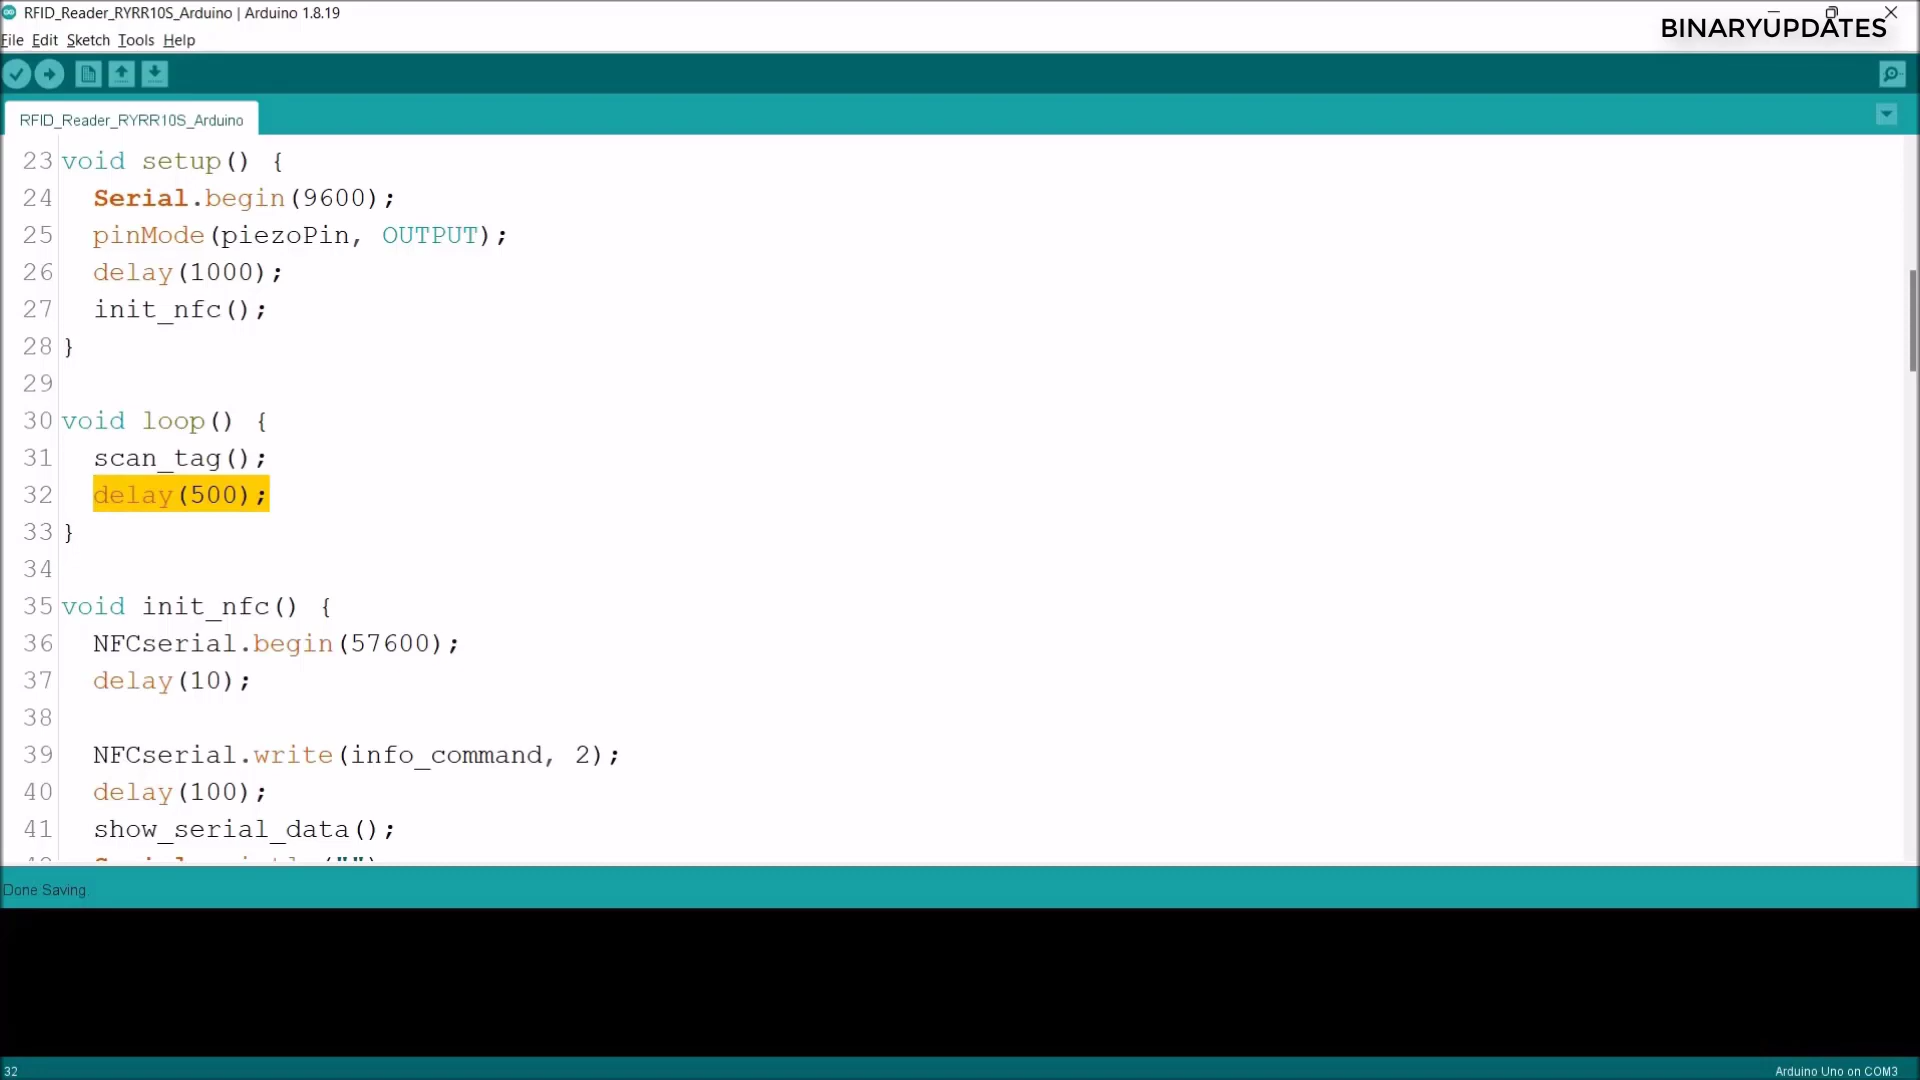 RFID_Reader_RYRR10S_Arduino | Arduino 1.8.19
BINARYUPDATES
File Edit Sketch Tools Help
RFID_Reader_RYRR10S_Arduino
23 void setup() {
24 Serial.begin(9600);
25 pinMode(piezoPin, OUTPUT);
26 delay(1000);
27 init_nfc();
28 }
29
30 void loop() {
31 scan_tag();
32 delay(500);
33 }
34
35 void init_nfc() {
36 NFCserial.begin(57600);
37 delay(10);
38
39 NFCserial.write(info_command, 2);
40 delay(100);
41 show_serial_data();
Done Saving.
32
Arduino Uno on COM3